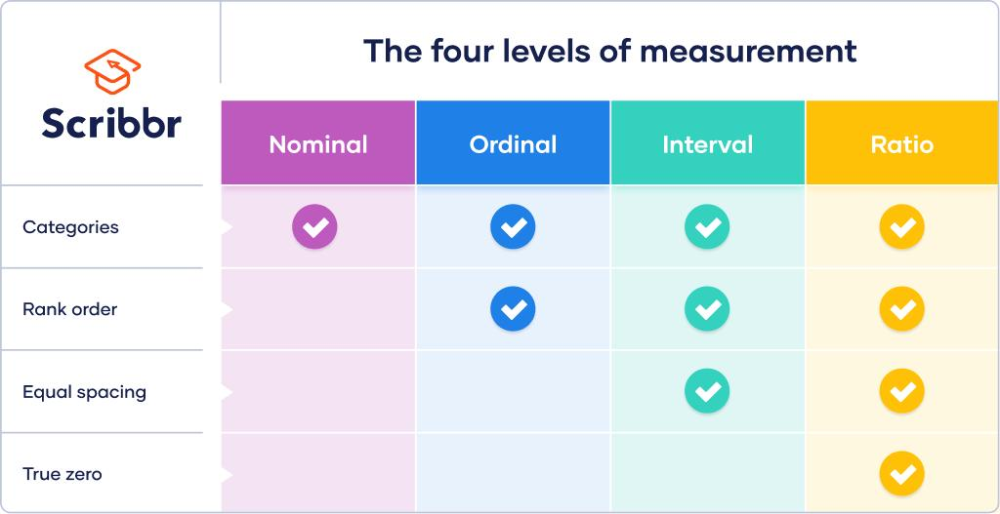 Scribbr
The four levels of measurement
Nominal
Ordinal
Interval
Ratio
Categories
Rank order
Equal spacing
True zero